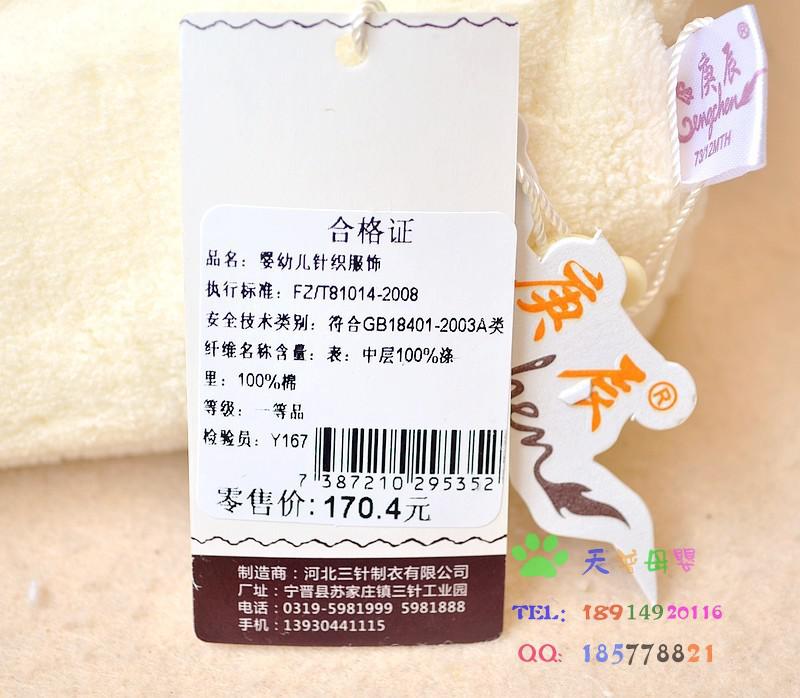 合格证
品名：婴幼儿针织服饰
执行标准：FZ/T81014-2008
安全技术类别：符合GB18401-2003A类
纤维名称含量：表：中层100%涤
里：100%棉
等级：一等品
检验员：Y167
7 387210 295352
零售价:170.4元
制造商：河北三针制衣有限公司
厂址：宁晋县苏家庄镇三针工业园
电话：0319-5981999 5981888
手机：13930441115
庚辰®
Gengchen
73/12MTH
庚辰®
天芝母婴
TEL: 18914920116
QQ: 185778821